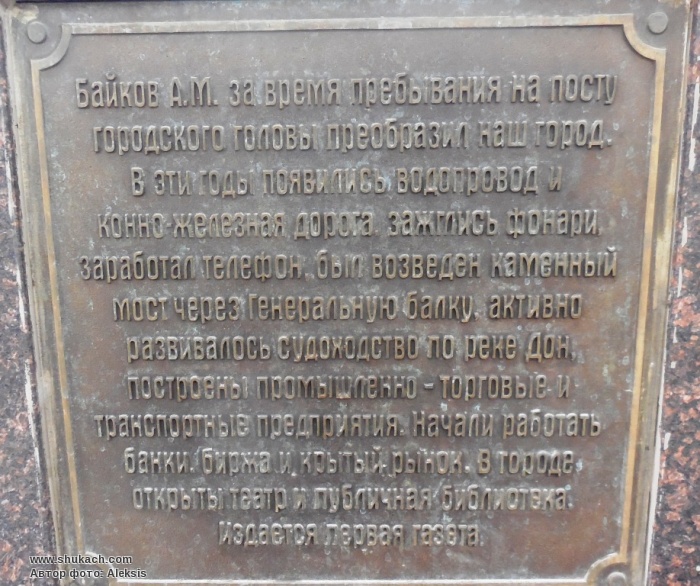 Байков А.М. за время пребывания на посту
городского головы преобразил наш город.
В эти годы появились водопровод и
конно-железная дорога, зажглись фонари,
заработал телефон, был возведен каменный
мост через Генеральную балку, активно
развивалось судоходство по реке Дон,
построены промышленно - торговые и
транспортные предприятия. Начали работать
банки, биржа и крытый рынок. В городе
открыты театр и публичная библиотека.
Издаётся первая газета.
www.shukach.com
Автор фото: Aleksis